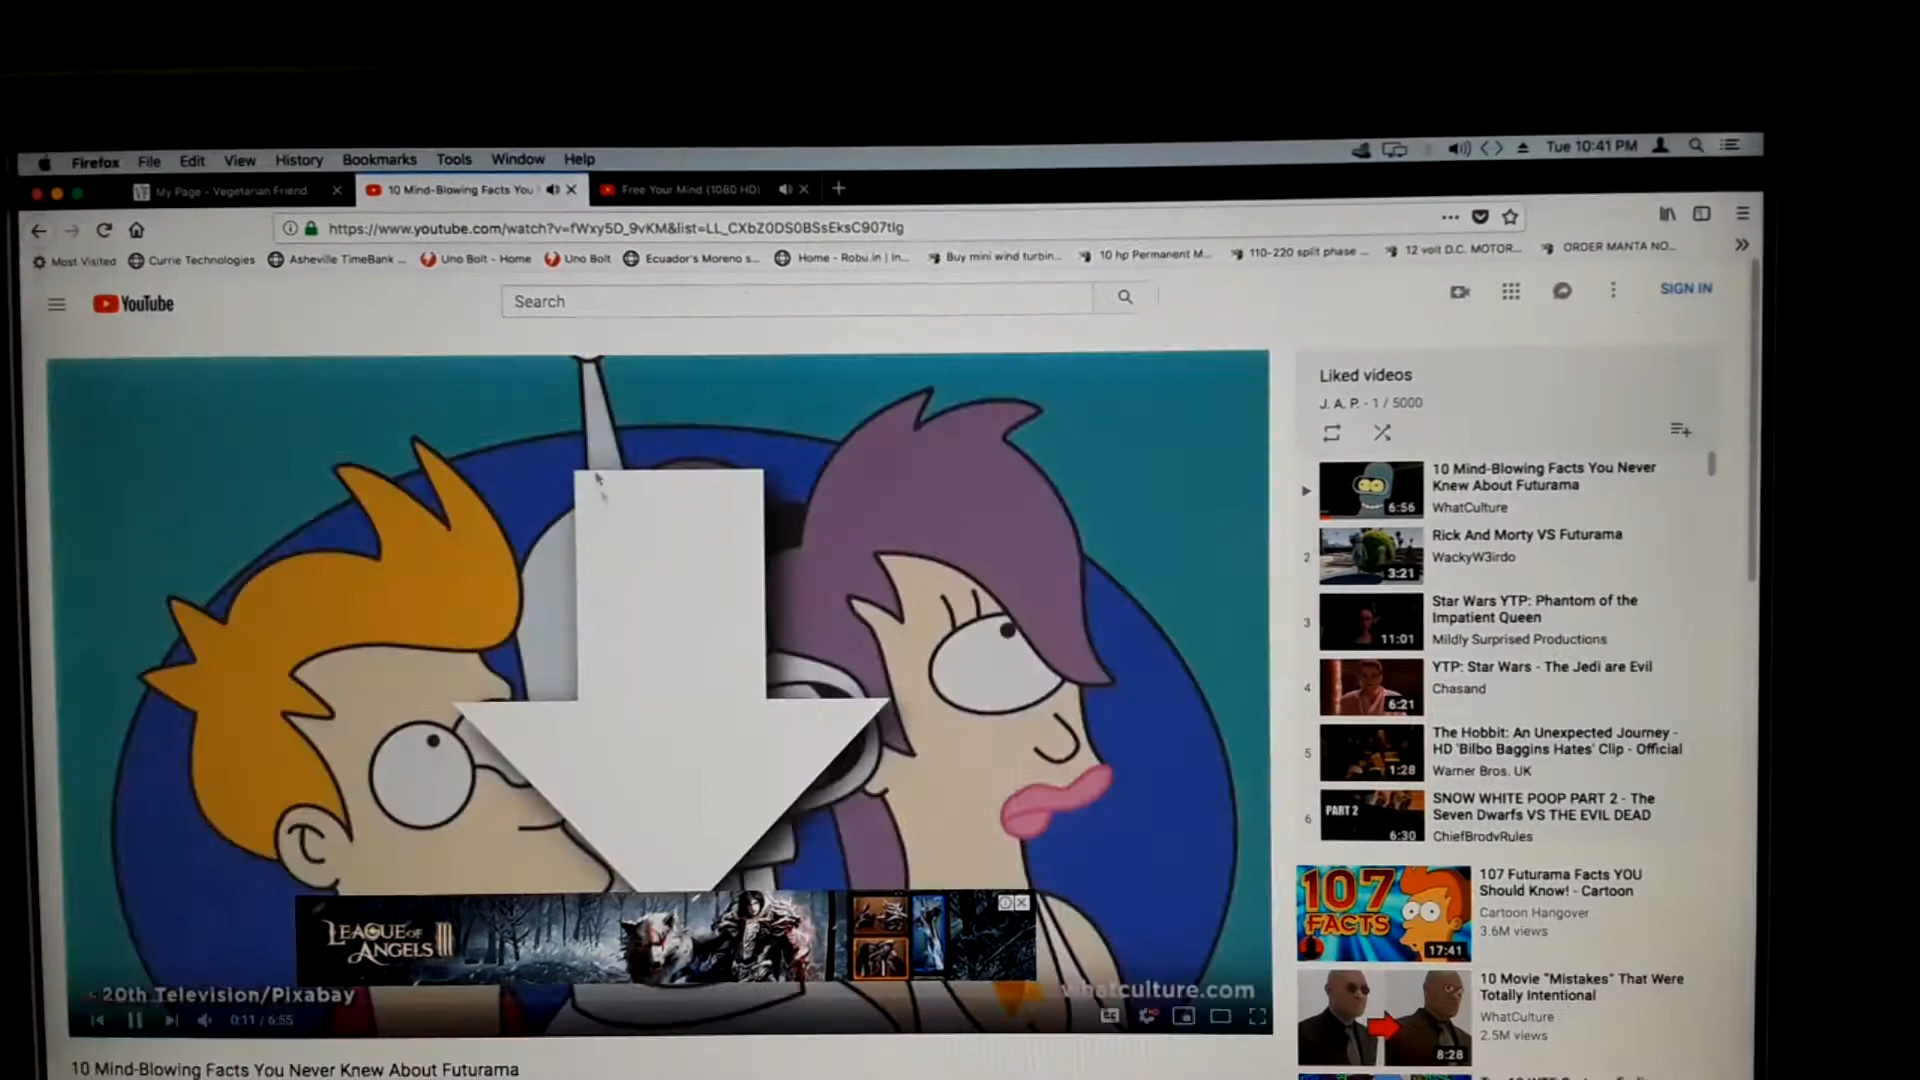 Firefox File Edit View History Bookmarks Tools Window Help
Tue 10:41 PM
My Page - Vegetarian Friend
10 Mind-Blowing Facts You
Free Your Mind (1080 HD)
https://www.youtube.com/watch?v=fWxy5D_9vKM&list=LL_CXbZ0DS0BSsEksC907tlg
Most Visited
Currie Technologies
Asheville TimeBank ...
Uno Bolt - Home
Uno Bolt
Ecuador's Moreno s...
Home - Robu.in | In...
Buy mini wind turbin...
10 hp Permanent M...
110-220 split phase ...
12 volt D.C. MOTOR...
ORDER MANTA NO...
YouTube
Search
SIGN IN
LEAGUE OF
ANGELS III
- 20th Television/Pixabay
whatculture.com
0:11 / 6:55
CC
HD
10 Mind-Blowing Facts You Never Knew About Futurama
Liked videos
J. A. P. - 1 / 5000
10 Mind-Blowing Facts You Never
Knew About Futurama
WhatCulture
6:56
2
Rick And Morty VS Futurama
WackyW3irdo
3:21
3
Star Wars YTP: Phantom of the
Impatient Queen
Mildly Surprised Productions
11:01
4
YTP: Star Wars - The Jedi are Evil
Chasand
6:21
5
The Hobbit: An Unexpected Journey -
HD 'Bilbo Baggins Hates' Clip - Official
Warner Bros. UK
1:28
6
PART 2
SNOW WHITE POOP PART 2 - The
Seven Dwarfs VS THE EVIL DEAD
ChiefBrodyRules
6:30
107
FACTS
17:41
107 Futurama Facts YOU
Should Know! - Cartoon
Cartoon Hangover
3.6M views
10 Movie "Mistakes" That Were
Totally Intentional
WhatCulture
2.5M views
8:28